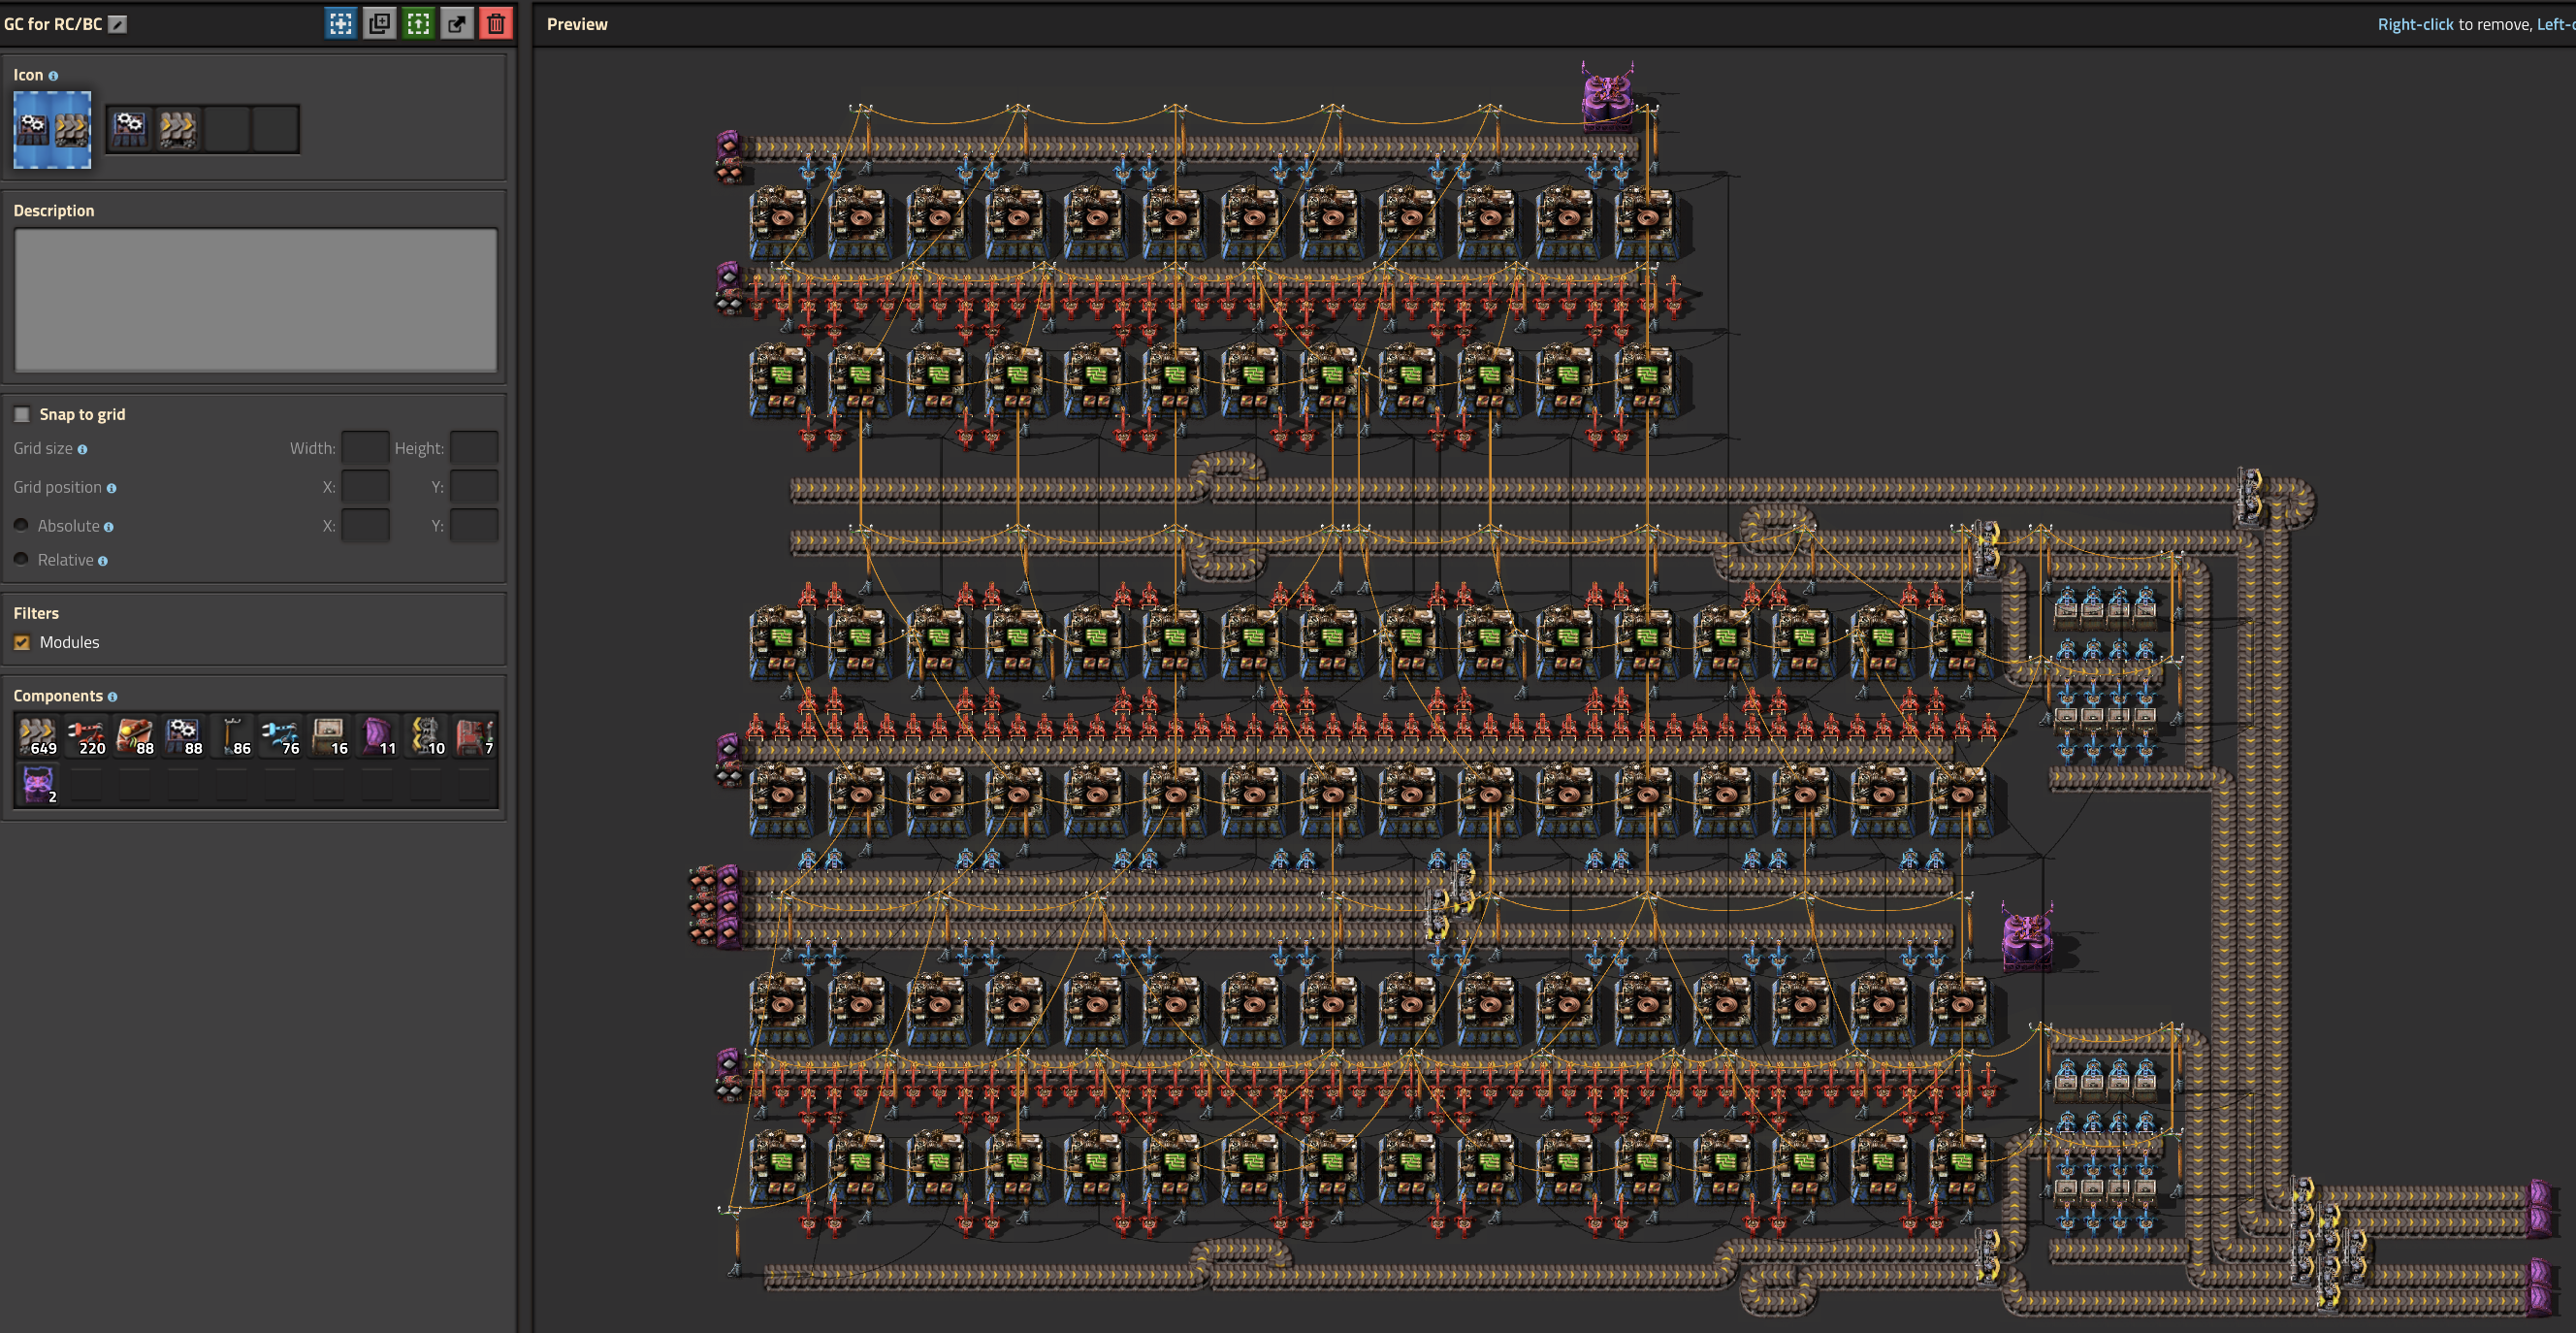 GC for RC/BC
Preview
Right-click to remove, Left-c
Icon
Description
Snap to grid
Grid size Width: Height:
Grid position X: Y:
Absolute X: Y:
Relative
Filters
Modules
Components
649 220 88 88 86 76 16 11 10 7
2